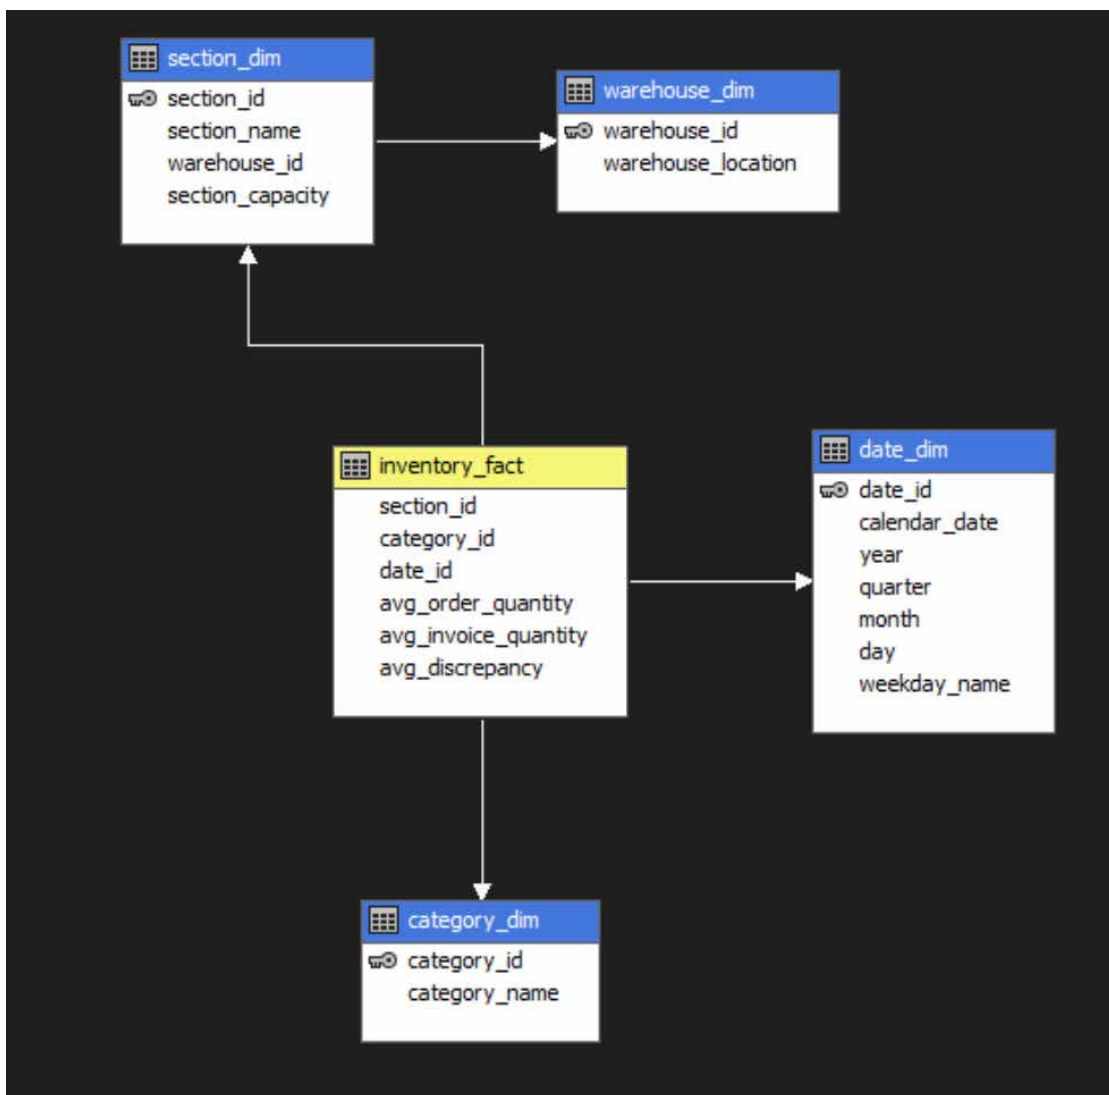 section_dim
section_id
section_name
warehouse_id
section_capacity
warehouse_dim
warehouse_id
warehouse_location
inventory_fact
section_id
category_id
date_id
avg_order_quantity
avg_invoice_quantity
avg_discrepancy
date_dim
date_id
calendar_date
year
quarter
month
day
weekday_name
category_dim
category_id
category_name